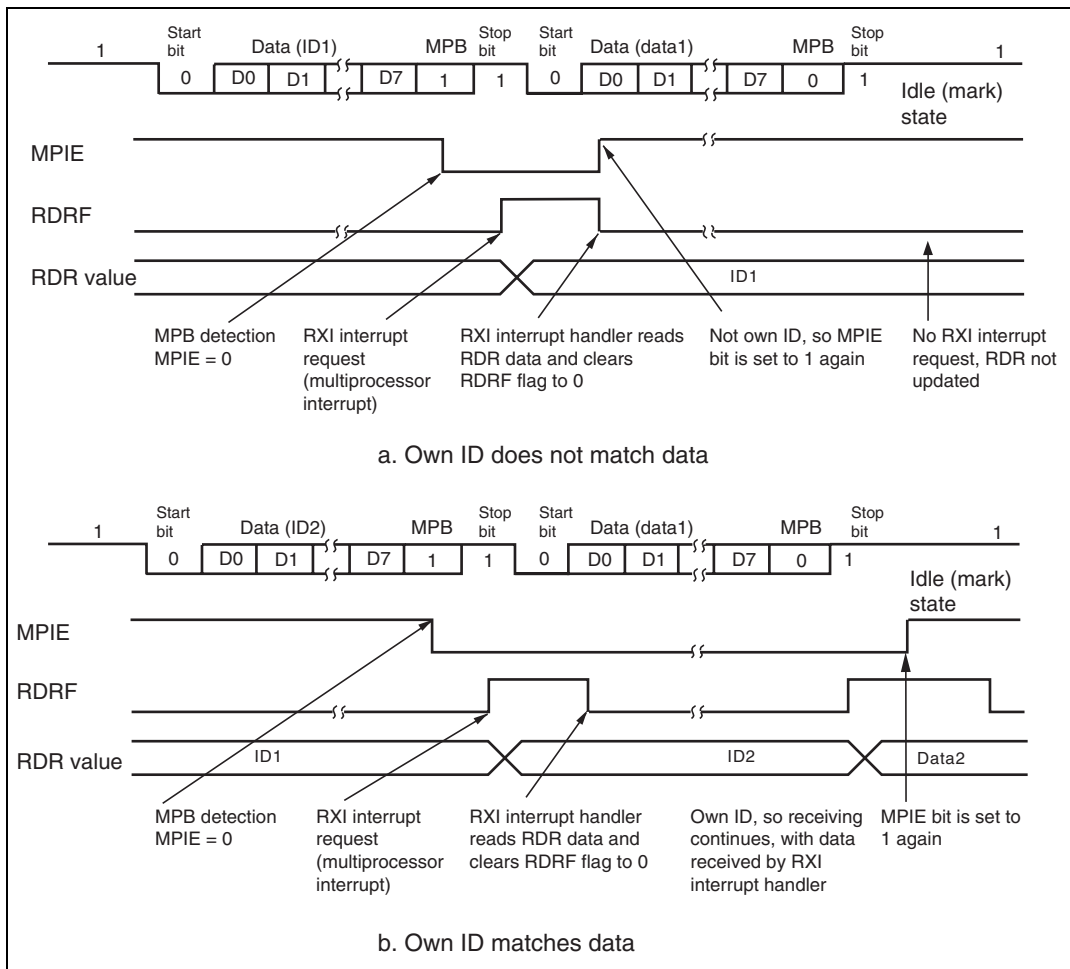 1
Start
bit
Data (ID1)
MPB
Stop
bit
Start
bit
Data (data1)
MPB
Stop
bit
1
0 D0 D1 D7 1 1 0 D0 D1 D7 0 1
Idle (mark)
state
MPIE
RDRF
RDR value
ID1
MPB detection
MPIE = 0
RXI interrupt
request
(multiprocessor
interrupt)
RXI interrupt handler reads
RDR data and clears
RDRF flag to 0
Not own ID, so MPIE
bit is set to 1 again
No RXI interrupt
request, RDR not
updated
a. Own ID does not match data
1
Start
bit
Data (ID2)
MPB
Stop
bit
Start
bit
Data (data1)
MPB
Stop
bit
1
0 D0 D1 D7 1 1 0 D0 D1 D7 0 1
Idle (mark)
state
MPIE
RDRF
RDR value
ID1
ID2
Data2
MPB detection
MPIE = 0
RXI interrupt
request
(multiprocessor
interrupt)
RXI interrupt handler
reads RDR data and
clears RDRF flag to 0
Own ID, so receiving
continues, with data
received by RXI
interrupt handler
MPIE bit is set to
1 again
b. Own ID matches data